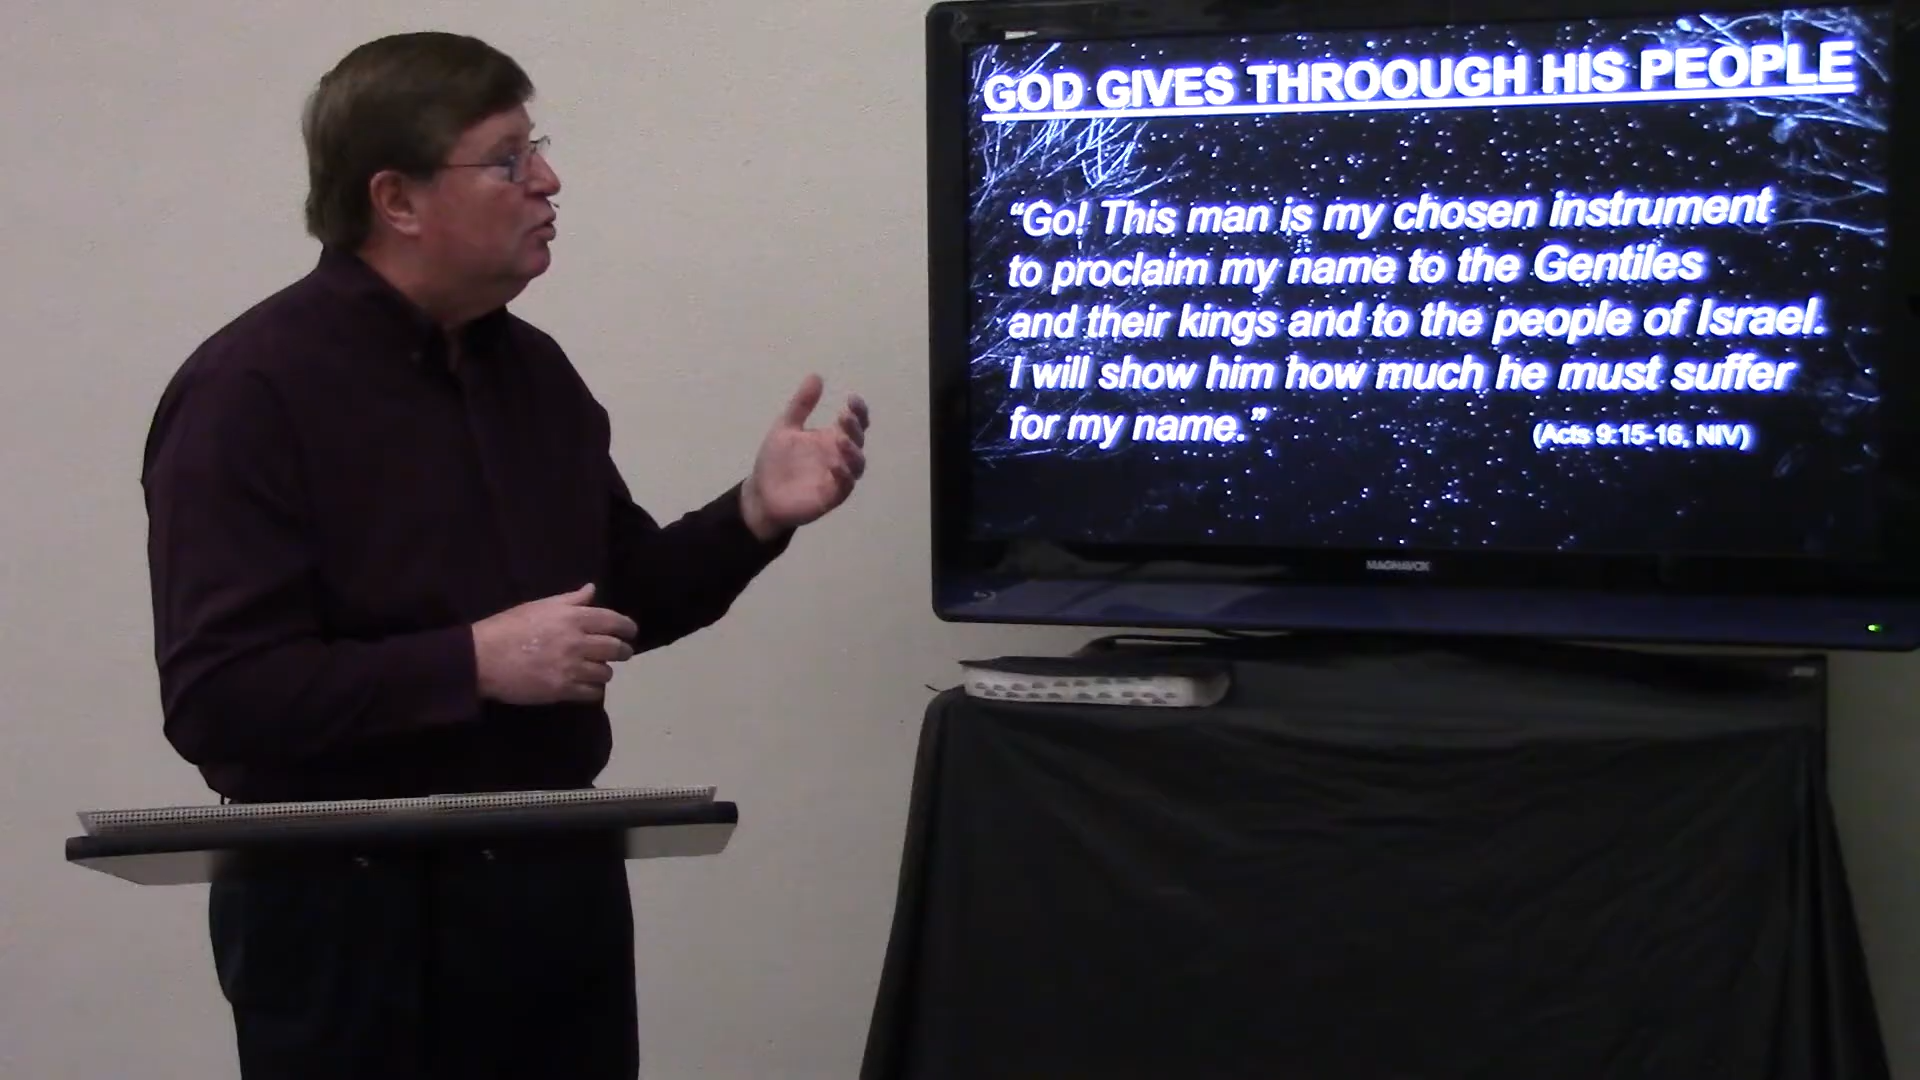 GOD GIVES THROOUGH HIS PEOPLE
“Go! This man is my chosen instrument
to proclaim my name to the Gentiles
and their kings and to the people of Israel.
I will show him how much he must suffer
for my name.”
(Acts 9:15-16, NIV)
MAGNAVOX